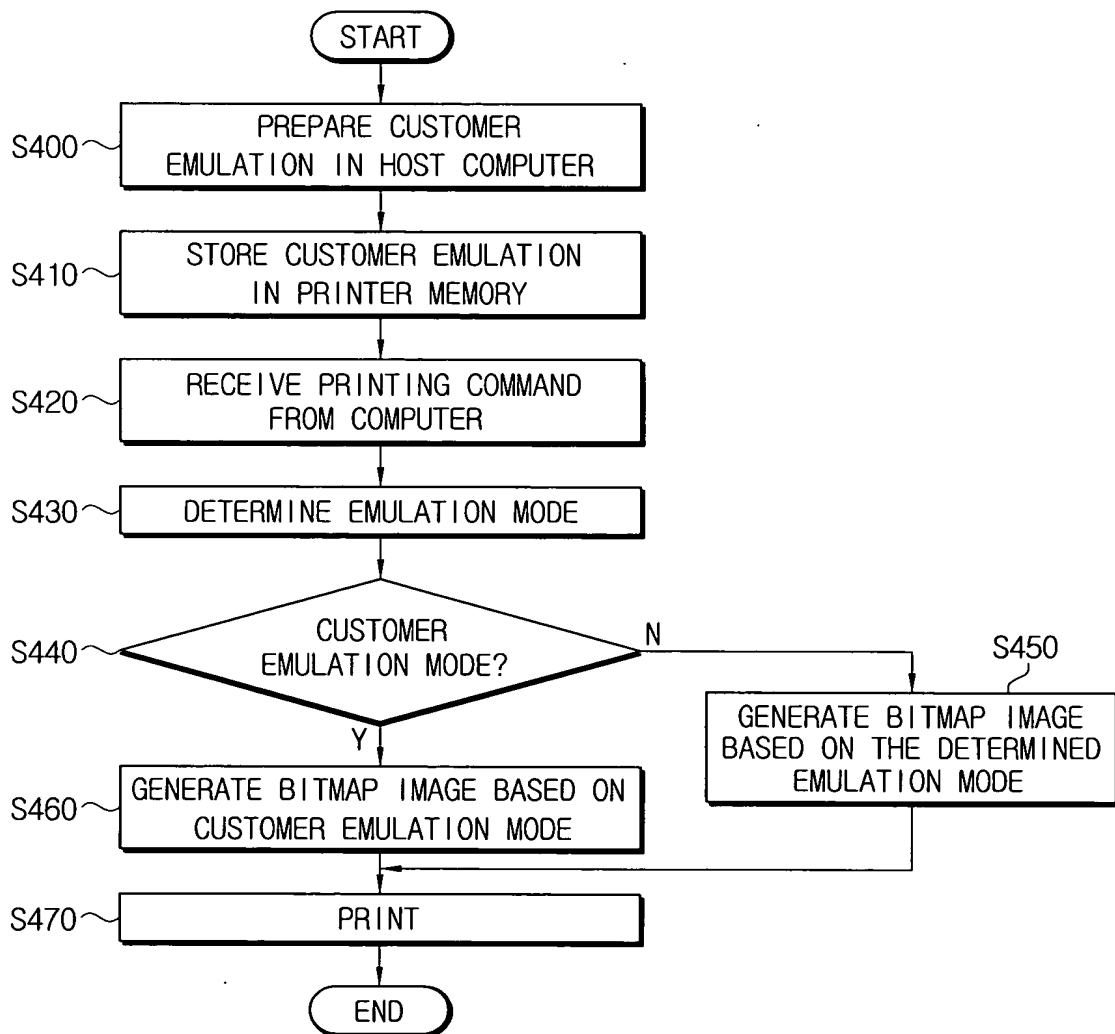 START
S400
PREPARE CUSTOMER
EMULATION IN HOST COMPUTER
S410
STORE CUSTOMER EMULATION
IN PRINTER MEMORY
S420
RECEIVE PRINTING COMMAND
FROM COMPUTER
S430
DETERMINE EMULATION MODE
S440
CUSTOMER
EMULATION MODE?
N
Y
S450
GENERATE BITMAP IMAGE
BASED ON THE DETERMINED
EMULATION MODE
S460
GENERATE BITMAP IMAGE BASED ON
CUSTOMER EMULATION MODE
S470
PRINT
END